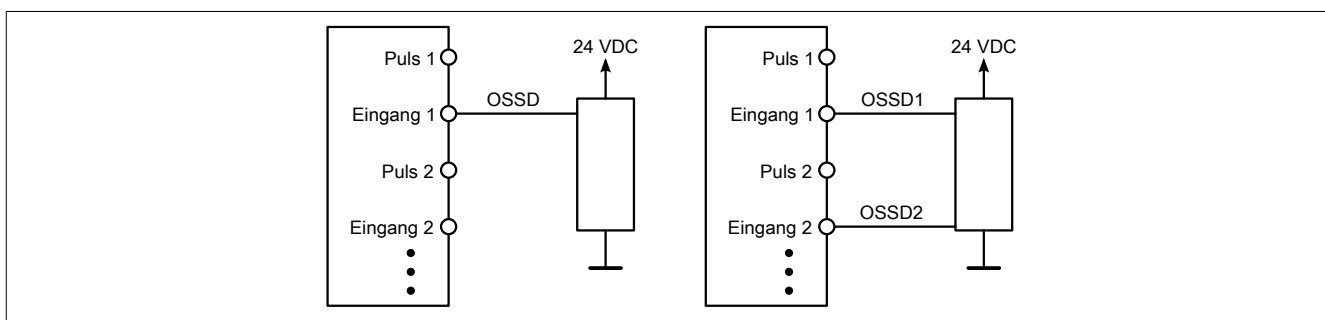 24 VDC
Puls 1
OSSD
Eingang 1
Puls 2
Eingang 2
24 VDC
Puls 1
OSSD1
Eingang 1
Puls 2
OSSD2
Eingang 2